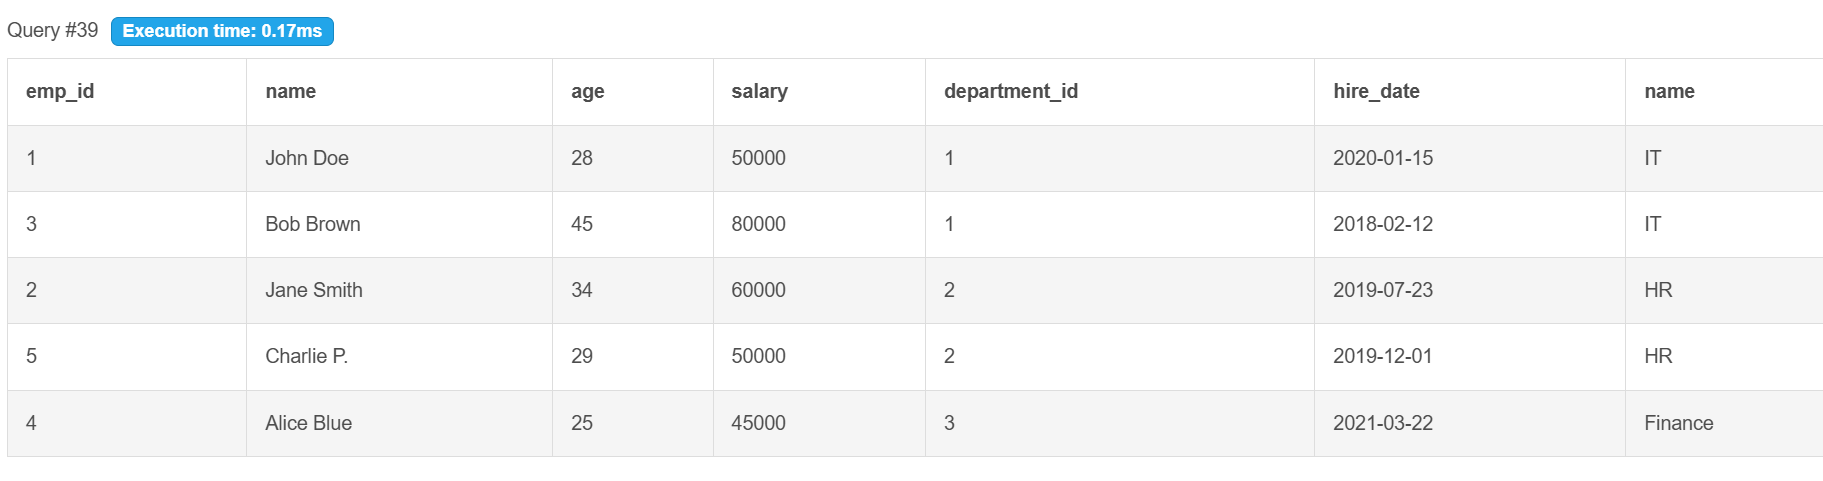 Query #39 Execution time: 0.17ms
emp_id name age salary department_id hire_date name
1 John Doe 28 50000 1 2020-01-15 IT
3 Bob Brown 45 80000 1 2018-02-12 IT
2 Jane Smith 34 60000 2 2019-07-23 HR
5 Charlie P. 29 50000 2 2019-12-01 HR
4 Alice Blue 25 45000 3 2021-03-22 Finance